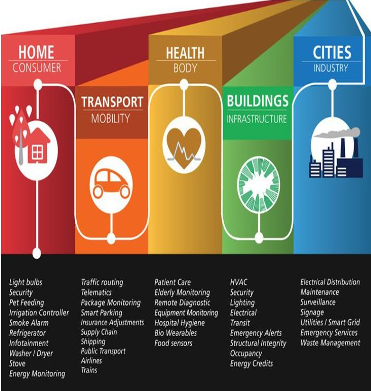 HOME
CONSUMER
TRANSPORT
MOBILITY
HEALTH
BODY
BUILDINGS
INFRASTRUCTURE
CITIES
INDUSTRY
Light bulbs
Security
Pet Feeding
Irrigation Controller
Smoke Alarm
Refrigerator
Infotainment
Washer / Dryer
Stove
Energy Monitoring
Traffic routing
Telematics
Package Monitoring
Smart Parking
Insurance Adjustments
Supply Chain
Shipping
Public Transport
Airlines
Trains
Patient Care
Elderly Monitoring
Remote Diagnostic
Equipment Monitoring
Hospital Hygiene
Bio Wearables
Food sensors
HVAC
Security
Lighting
Electrical
Transit
Emergency Alerts
Structural Integrity
Occupancy
Energy Credits
Electrical Distribution
Maintenance
Surveillance
Signage
Utilities / Smart Grid
Emergency Services
Waste Management